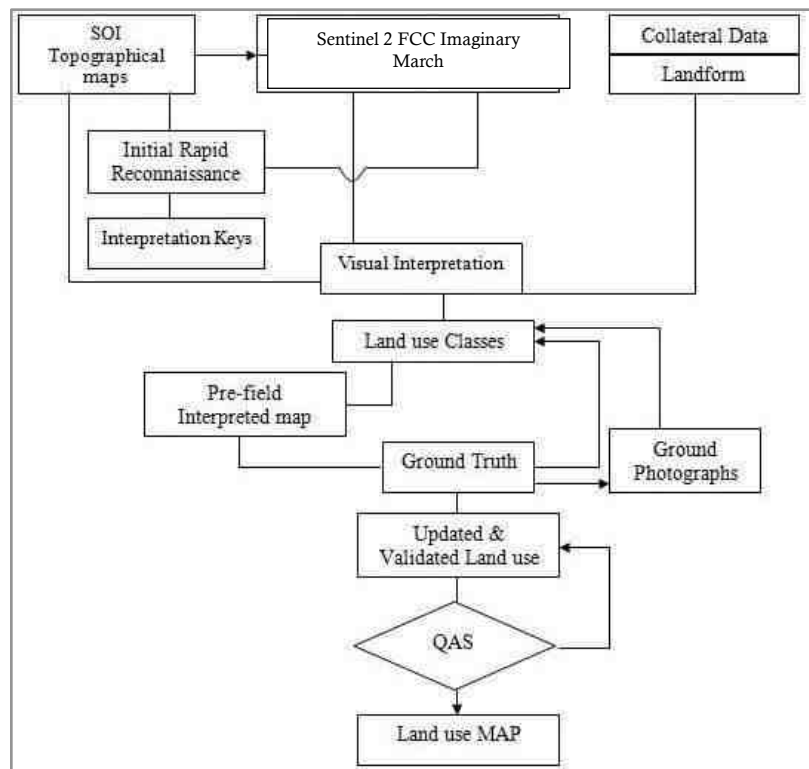 SOI
Topographical
maps
Sentinel 2 FCC Imaginary
March
Collateral Data
Landform
Initial Rapid
Reconnaissance
Interpretation Keys
Visual Interpretation
Land use Classes
Pre-field
Interpreted map
Ground Truth
Ground
Photographs
Updated &
Validated Land use
QAS
Land use MAP